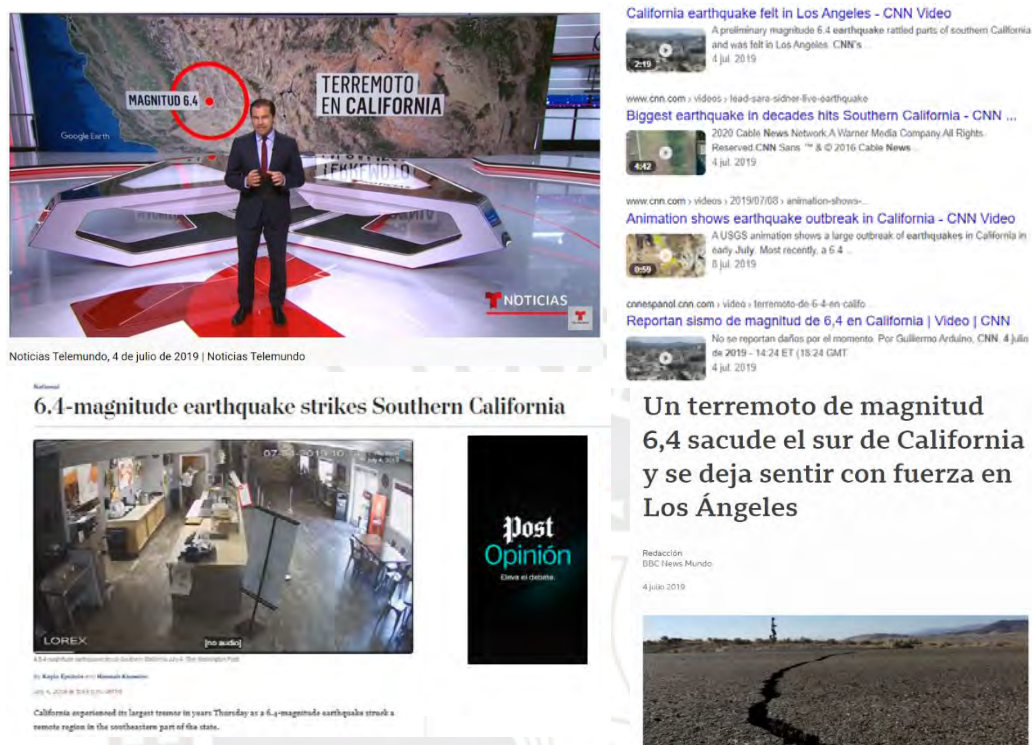 MAGNITUD 6.4
TERREMOTO
EN CALIFORNIA
Google Earth
NOTICIAS
Noticias Telemundo, 4 de julio de 2019 | Noticias Telemundo
California earthquake felt in Los Angeles - CNN Video
A preliminary magnitude 6.4 earthquake rattled parts of southern California
and was felt in Los Angeles. CNN's ...
2:19
4 jul. 2019
www.cnn.com › videos › lead-sara-sidner-live-earthquake
Biggest earthquake in decades hits Southern California - CNN ...
2020 Cable News Network.A Warner Media Company.All Rights
Reserved.CNN Sans ™ & © 2016 Cable News ...
4:42
4 jul. 2019
www.cnn.com › videos › 2019/07/08 › animation-shows-...
Animation shows earthquake outbreak in California - CNN Video
A USGS animation shows a large outbreak of earthquakes in California in
early July. Most recently, a 6.4 ...
0:59
8 jul. 2019
cnnespanol.cnn.com › video › terremoto-de-6-4-en-califo...
Reportan sismo de magnitud de 6,4 en California | Video | CNN
No se reportan daños por el momento. Por Guillermo Arduino, CNN. 4 julio
de 2019 - 14:24 ET (18:24 GMT
4 jul. 2019
National
6.4-magnitude earthquake strikes Southern California
LOREX
[no audio]
By Kayla Epstein and Hannah Knowles
California experienced its largest tremor in years Thursday as a 6.4-magnitude earthquake struck a
remote region in the southeastern part of the state.
Post
Opinión
Eleva el debate.
Un terremoto de magnitud
6,4 sacude el sur de California
y se deja sentir con fuerza en
Los Ángeles
Redacción
BBC News Mundo
4 julio 2019